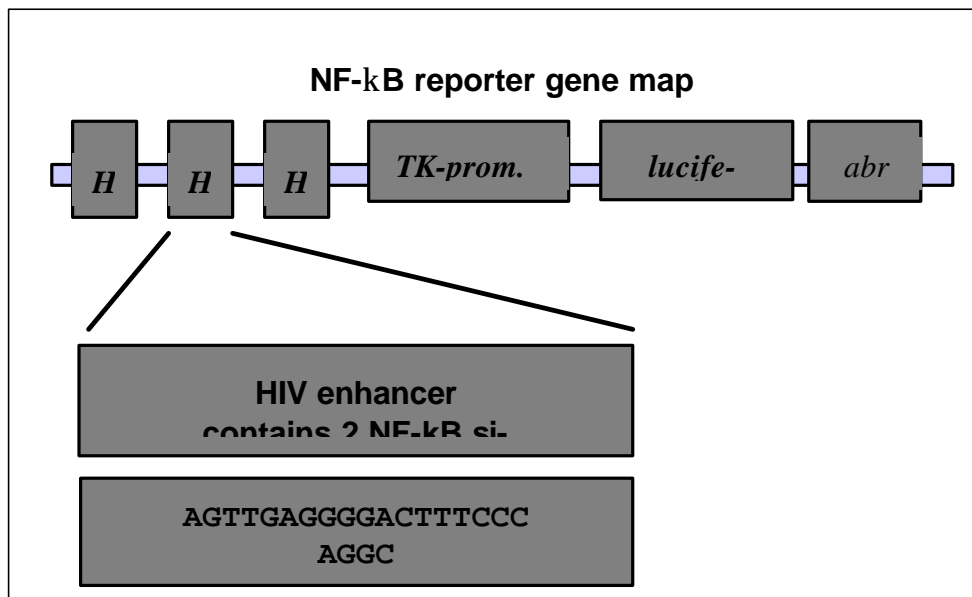 NF-kB reporter gene map
H H H TK-prom. lucife- abr
HIV enhancer
contains 2 NF-kB si-
AGTTGAGGGGACTTTCCC
AGGC